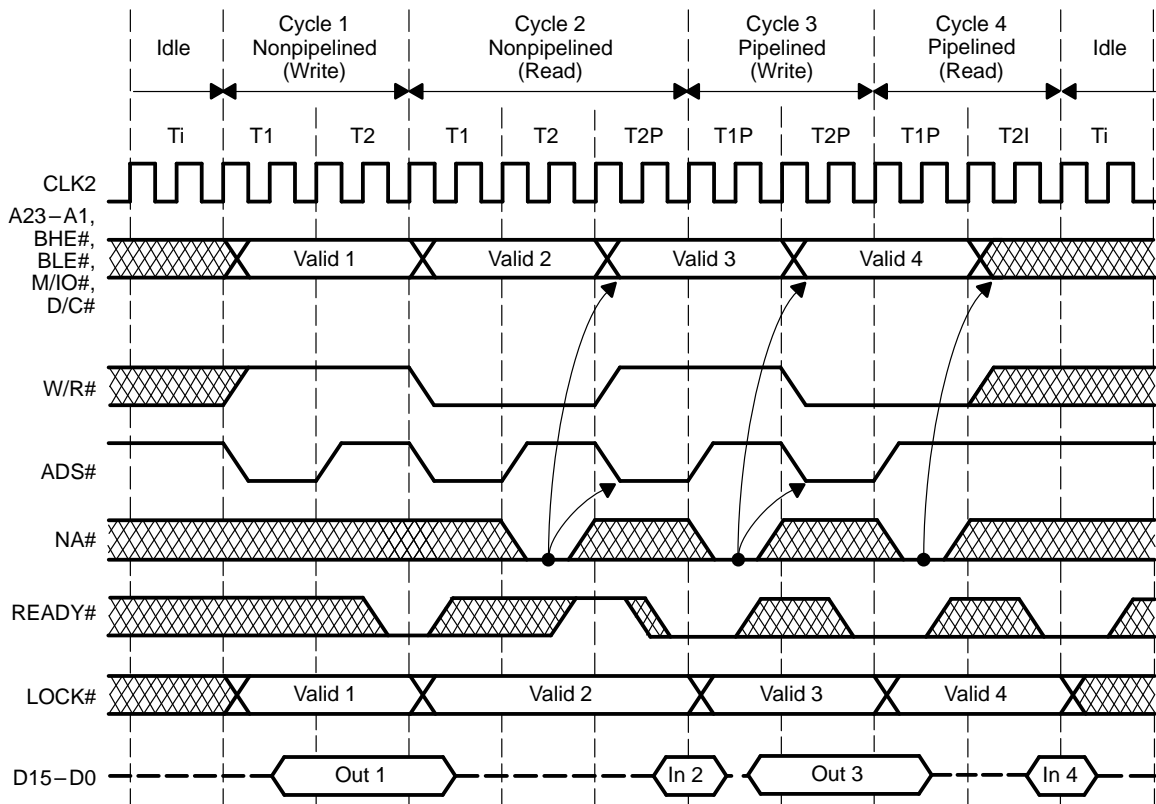 Idle
Cycle 1
Nonpipelined
(Write)
Cycle 2
Nonpipelined
(Read)
Cycle 3
Pipelined
(Write)
Cycle 4
Pipelined
(Read)
Idle
Ti T1 T2 T1 T2 T2P T1P T2P T1P T2I Ti
CLK2
A23–A1,
BHE#,
BLE#,
M/IO#,
D/C#
Valid 1 Valid 2 Valid 3 Valid 4
W/R#
ADS#
NA#
READY#
LOCK# Valid 1 Valid 2 Valid 3 Valid 4
D15–D0 Out 1 In 2 Out 3 In 4